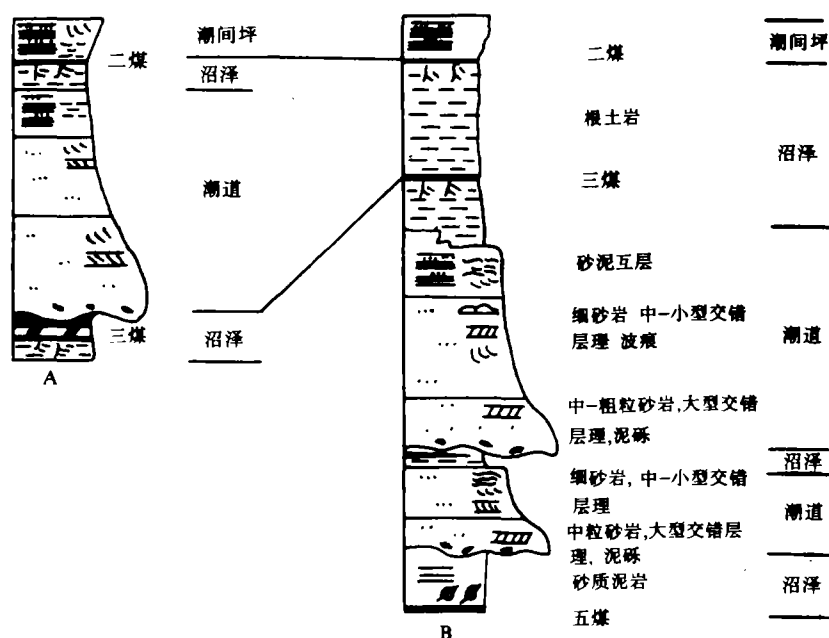 潮间坪
二煤
沼泽
潮道
三煤
沼泽
A
二煤
根土岩
三煤
砂泥互层
细砂岩 中-小型交错
层理 波痕
中-粗粒砂岩,大型交错
层理,泥砾
细砂岩, 中-小型交错
层理
中粒砂岩,大型交错层
理, 泥砾
砂质泥岩
五煤
B
潮间坪
沼泽
潮道
沼泽
潮道
沼泽